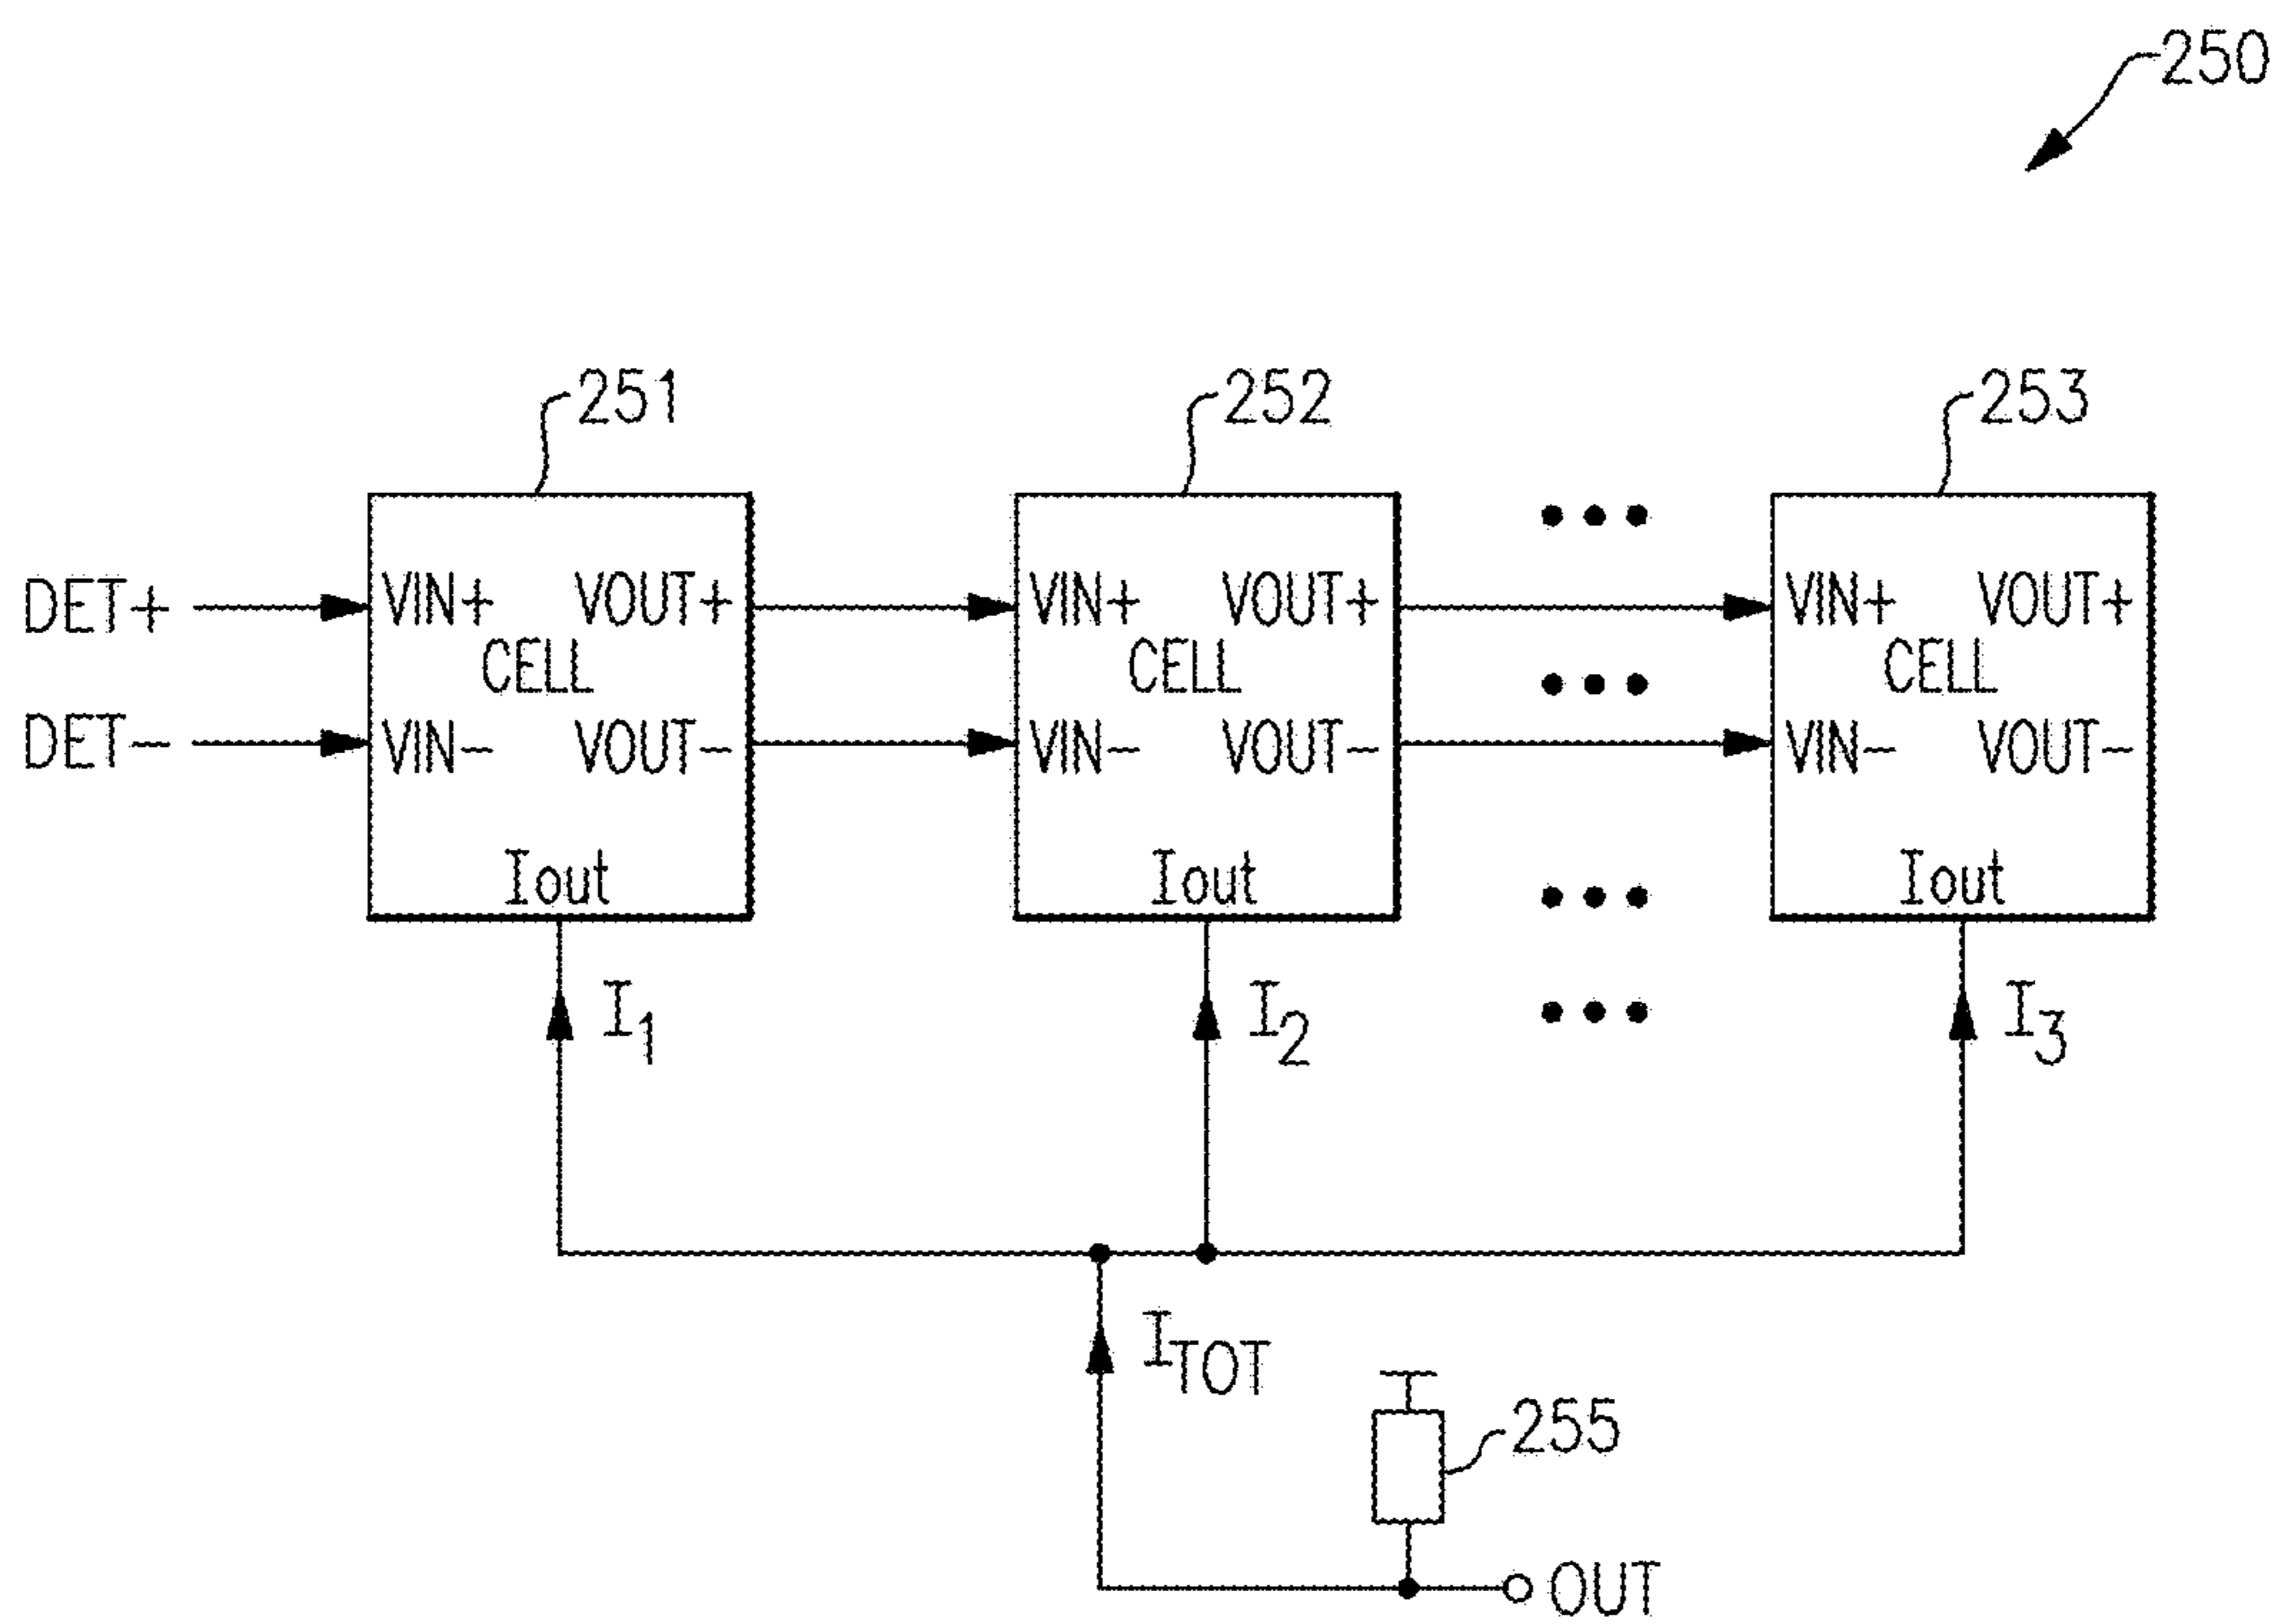 250
251
252
253
DET+
VIN+ VOUT+
VIN+ VOUT+
VIN+ VOUT+
CELL
CELL
CELL
DET-
VIN- VOUT-
VIN- VOUT-
VIN- VOUT-
Iout
Iout
Iout
I1
I2
I3
ITOT
255
OUT